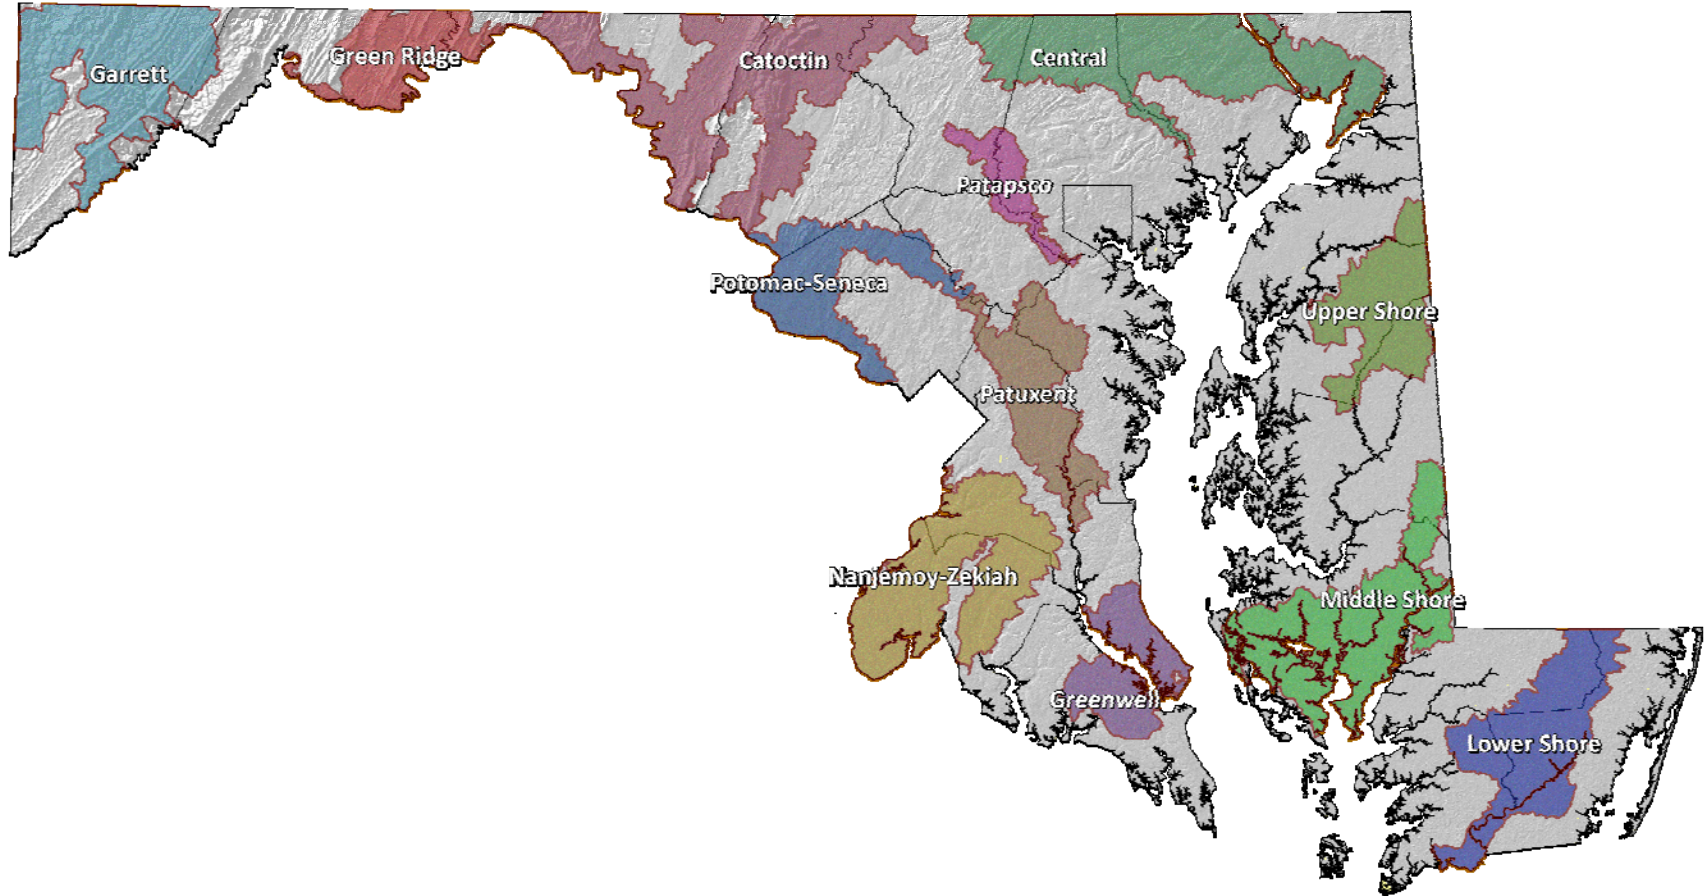 Green Ridge
Catoctin
Central
Garrett
Patapsco
Potomac-Seneca
Upper Shore
Patuxent
Nanjemoy-Zekiah
Middle Shore
Greenwell
Lower Shore